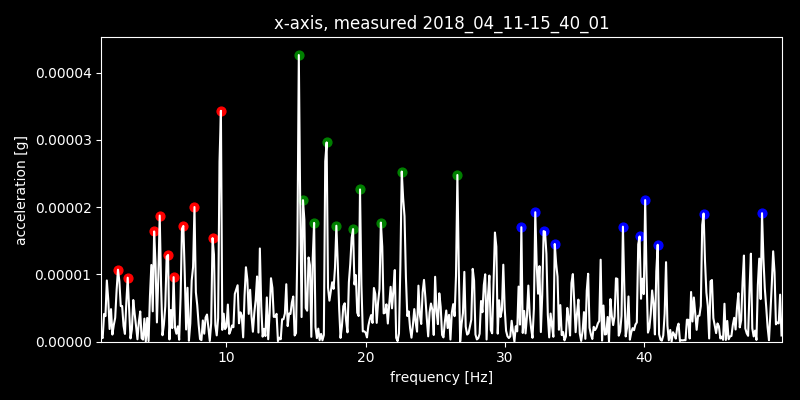 x-axis, measured 2018_04_11-15_40_01
0.00004
0.00003
0.00002
0.00001
0.00000
acceleration [g]
10 20 30 40
frequency [Hz]